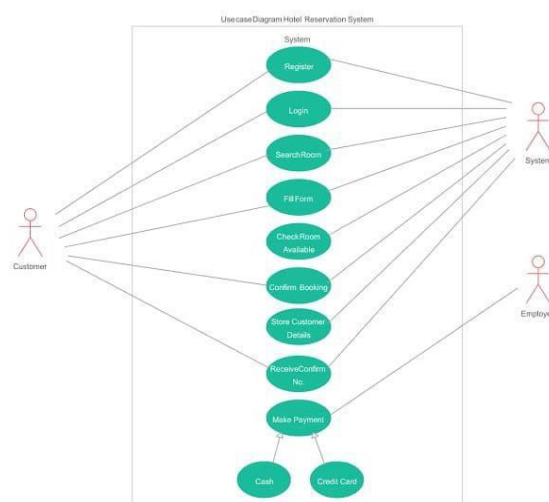 UsecaseDiagram Hotel Reservation System
System
Register
Login
SearchRoom
Fill Form
CheckRoom
Available
Confirm Booking
Store Customer
Details
ReceiveConfirm
No.
Make Payment
Cash
Credit Card
Customer
System
Employe